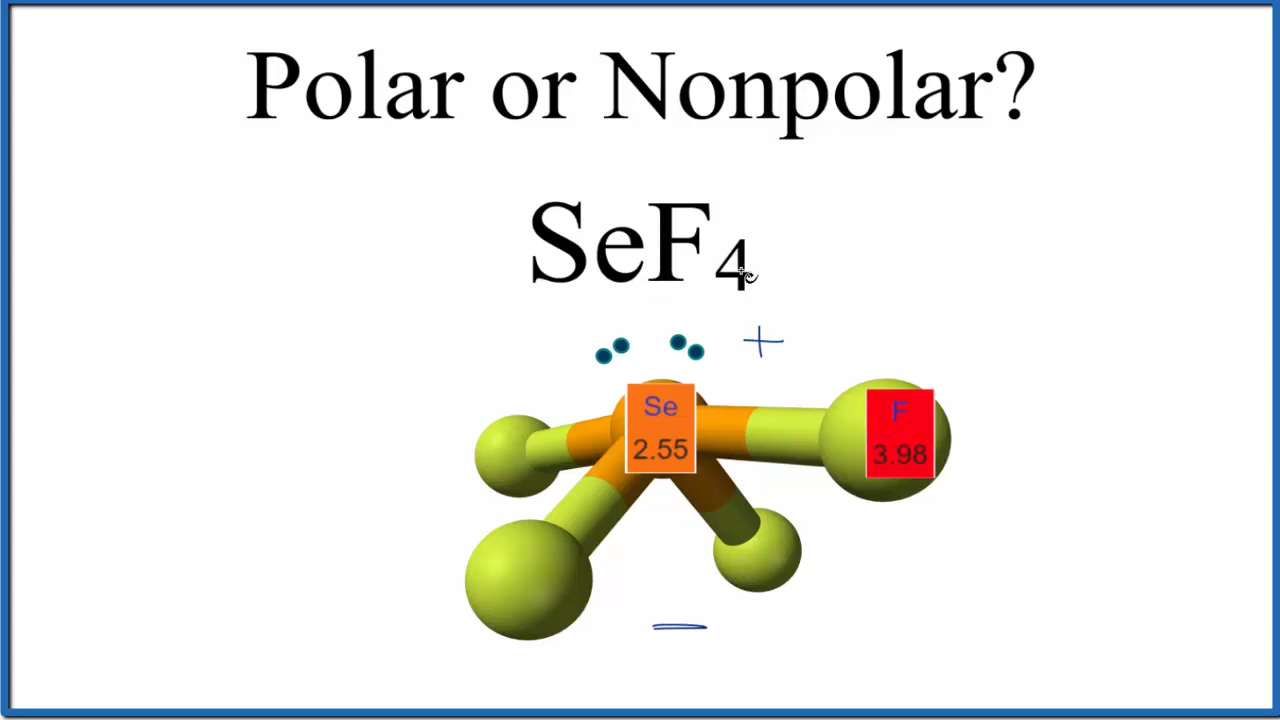 Polar or Nonpolar?
SeF₄
+
Se
2.55
F
3.98
−